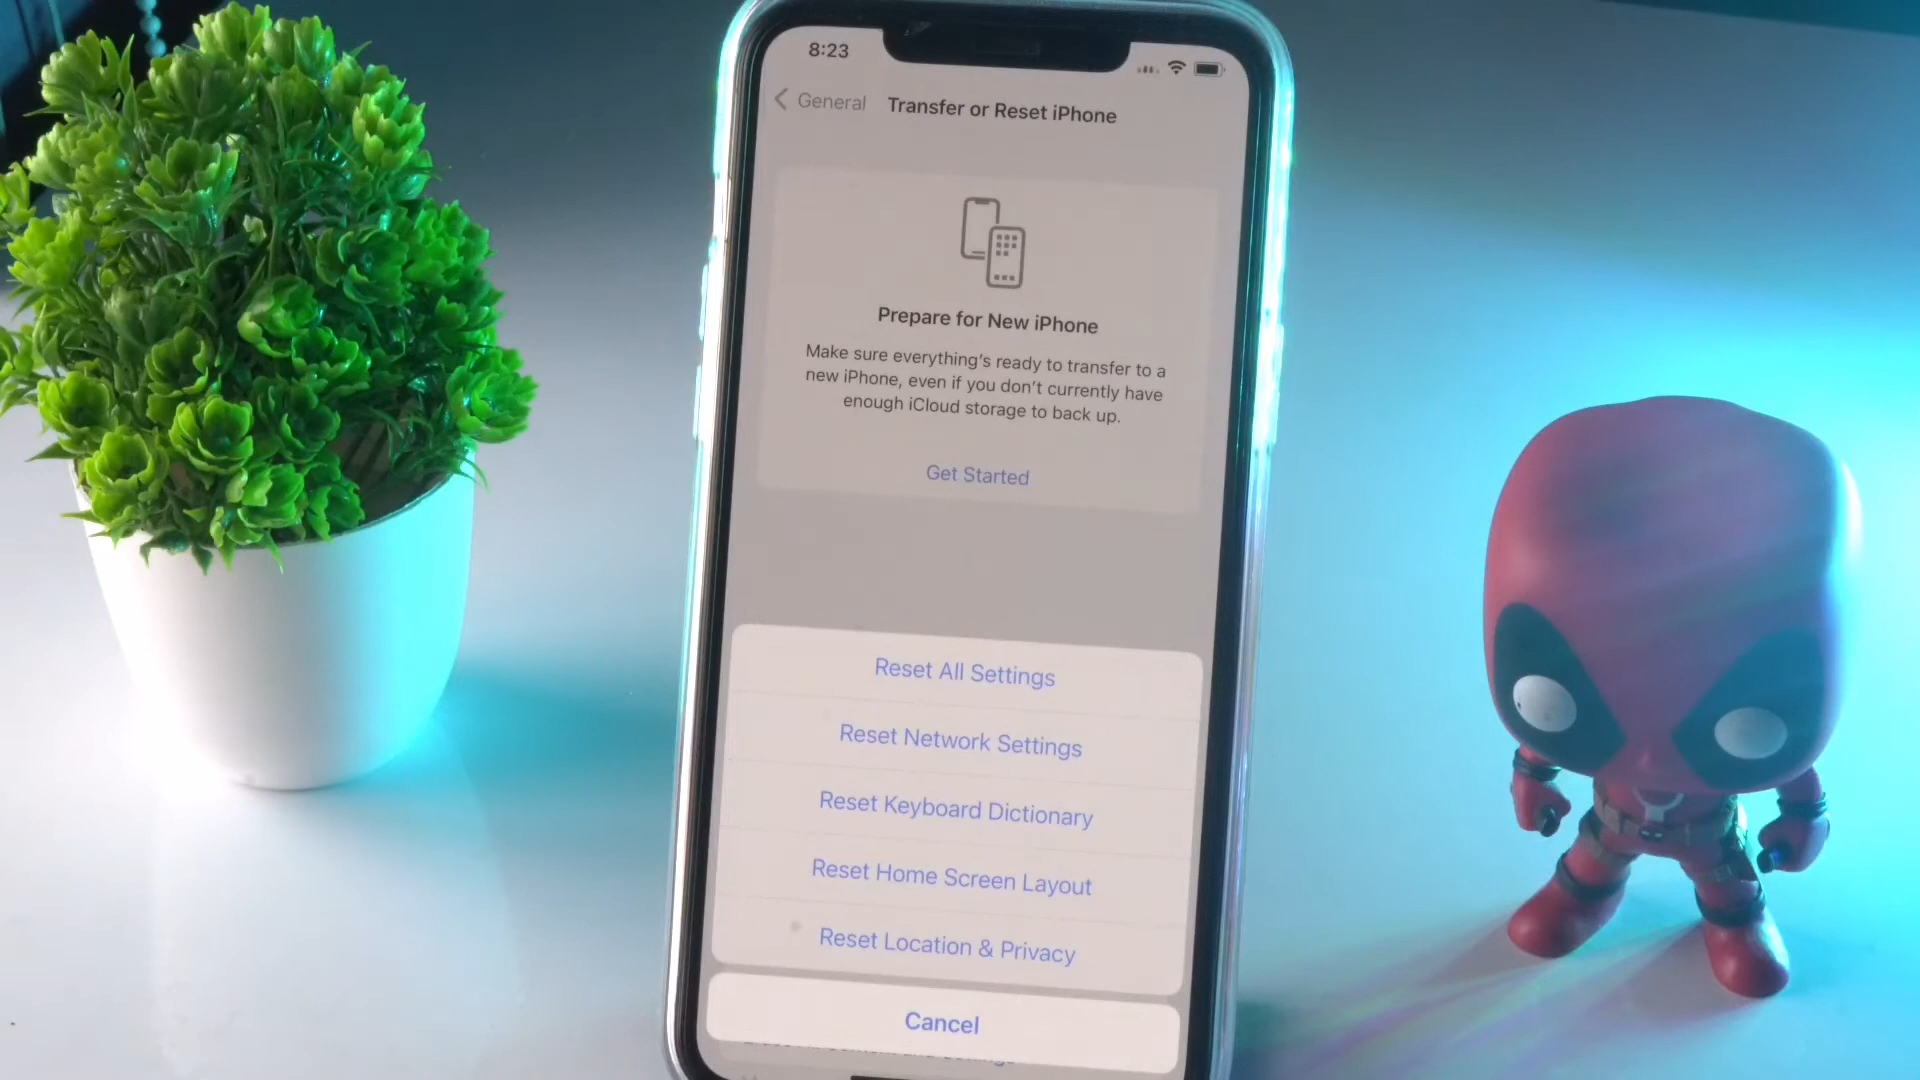 8:23
General
Transfer or Reset iPhone
Prepare for New iPhone
Make sure everything's ready to transfer to a
new iPhone, even if you don't currently have
enough iCloud storage to back up.
Get Started
Reset All Settings
Reset Network Settings
Reset Keyboard Dictionary
Reset Home Screen Layout
Reset Location & Privacy
Cancel